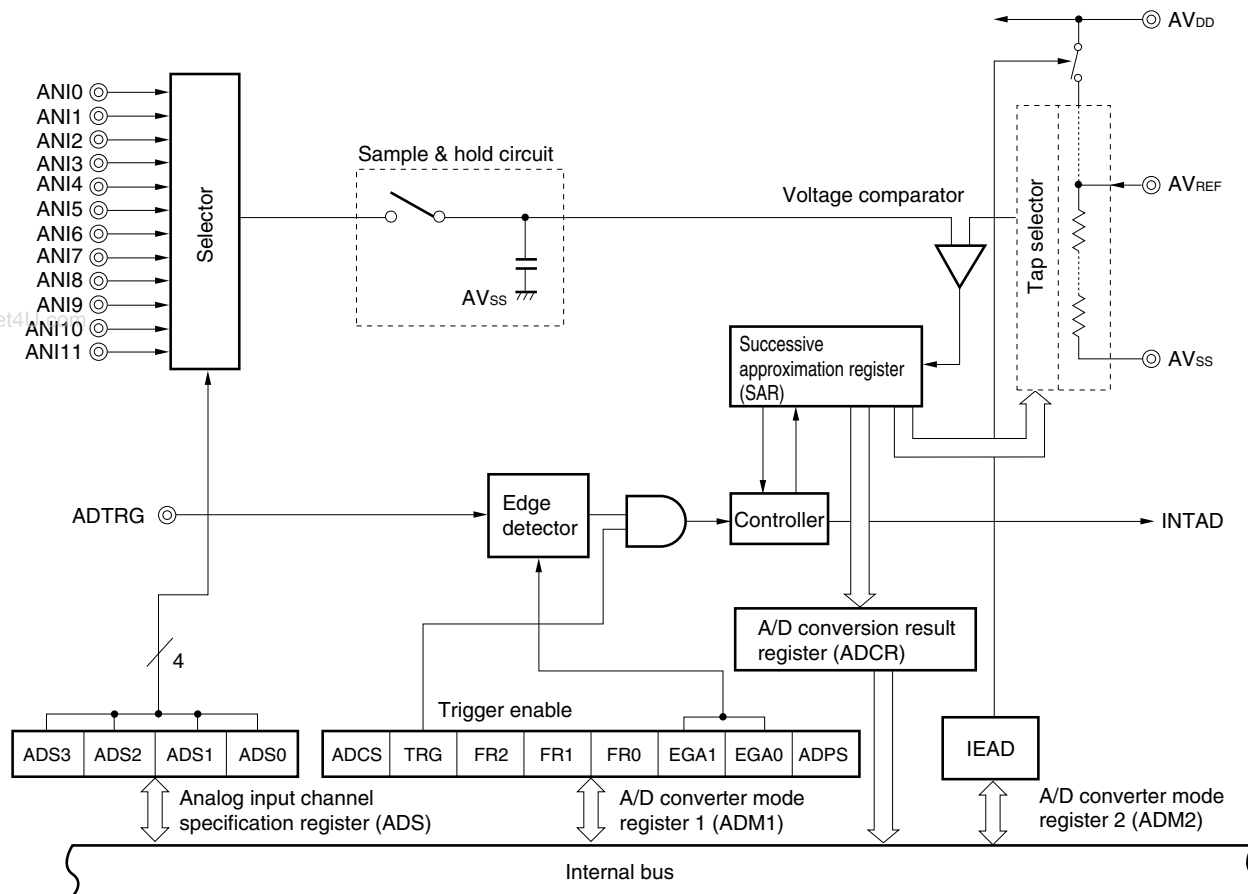 AVDD
ANI0
ANI1
ANI2
ANI3
ANI4
ANI5
ANI6
ANI7
ANI8
ANI9
ANI10
ANI11
Selector
Sample & hold circuit
AVSS
Voltage comparator
Tap selector
AVREF
AVSS
et4U.com
Successive
approximation register
(SAR)
ADTRG
Edge
detector
Controller
INTAD
A/D conversion result
register (ADCR)
4
Trigger enable
ADS3 ADS2 ADS1 ADS0
ADCS TRG FR2 FR1 FR0 EGA1 EGA0 ADPS
IEAD
Analog input channel
specification register (ADS)
A/D converter mode
register 1 (ADM1)
A/D converter mode
register 2 (ADM2)
Internal bus